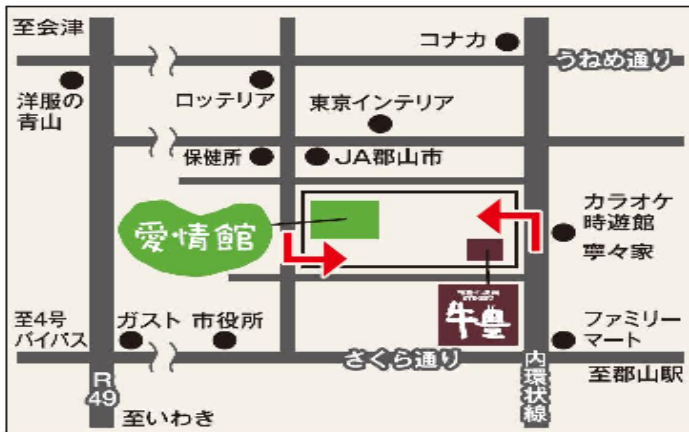 至会津
コナカ
うねめ通り
洋服の
青山
ロッテリア
東京インテリア
保健所
JA郡山市
愛情館
カラオケ
時遊館
寧々家
牛豊
至4号
バイパス
ガスト
市役所
さくら通り
ファミリー
マート
R
49
至いわき
内環状線
至郡山駅